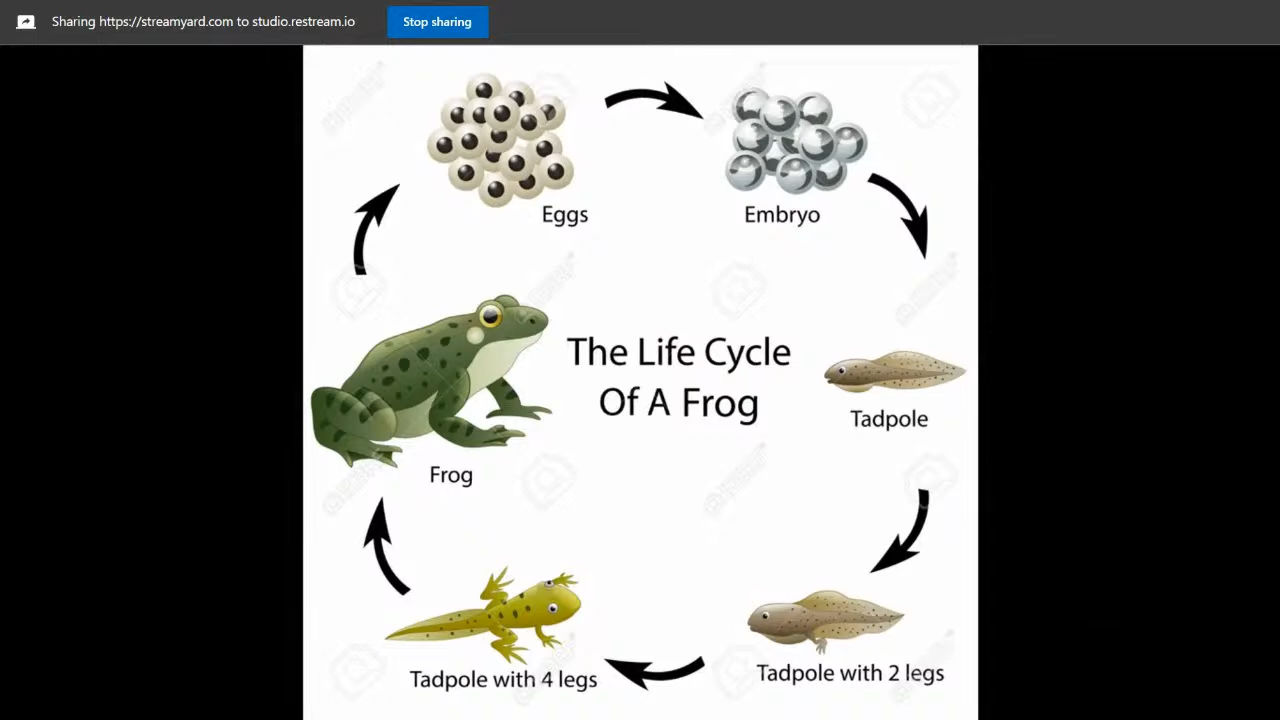 Sharing https://streamyard.com to studio.restream.io
Stop sharing
Eggs
Embryo
The Life Cycle
Of A Frog
Tadpole
Frog
Tadpole with 4 legs
Tadpole with 2 legs